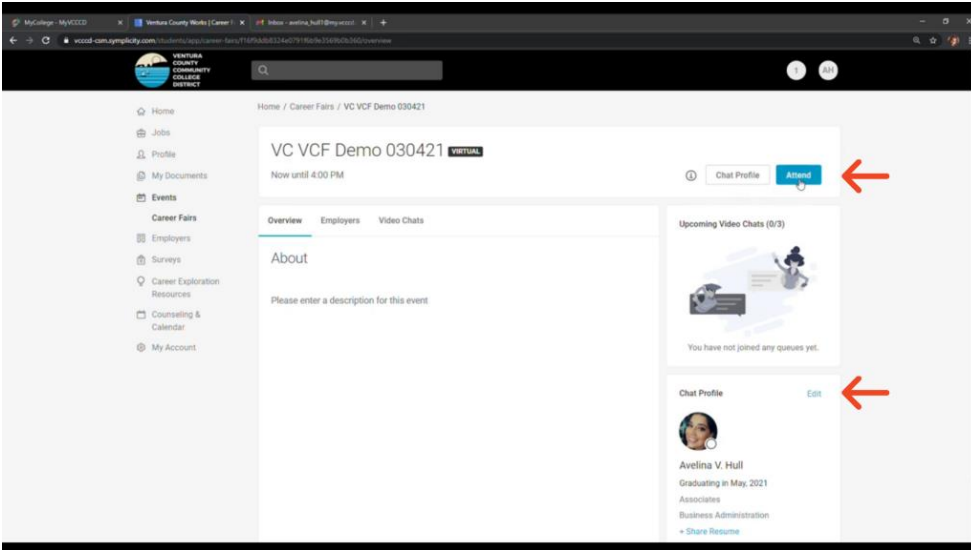 MyCollege - MyVCCCD
Ventura County Works | Career F
Inbox - avelina_hull1@my.vcccd.
vcccd-csm.symplicity.com/students/app/career-fairs/
VENTURA
COUNTY
COMMUNITY
COLLEGE
DISTRICT
1
AH
Home
Jobs
Profile
My Documents
Events
Career Fairs
Employers
Surveys
Career Exploration
Resources
Counseling &
Calendar
My Account
Home / Career Fairs / VC VCF Demo 030421
VC VCF Demo 030421 VIRTUAL
Now until 4:00 PM
Chat Profile
Attend
Overview Employers Video Chats
About
Please enter a description for this event
Upcoming Video Chats (0/3)
You have not joined any queues yet.
Chat Profile Edit
Avelina V. Hull
Graduating in May, 2021
Associates
Business Administration
+ Share Resume